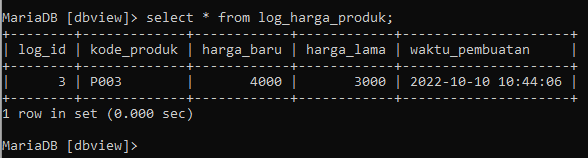 MariaDB [dbview]> select * from log_harga_produk;
+--------+-------------+------------+------------+---------------------+
| log_id | kode_produk | harga_baru | harga_lama | waktu_pembuatan     |
+--------+-------------+------------+------------+---------------------+
|      3 | P003        |       4000 |       3000 | 2022-10-10 10:44:06 |
+--------+-------------+------------+------------+---------------------+
1 row in set (0.000 sec)
MariaDB [dbview]>